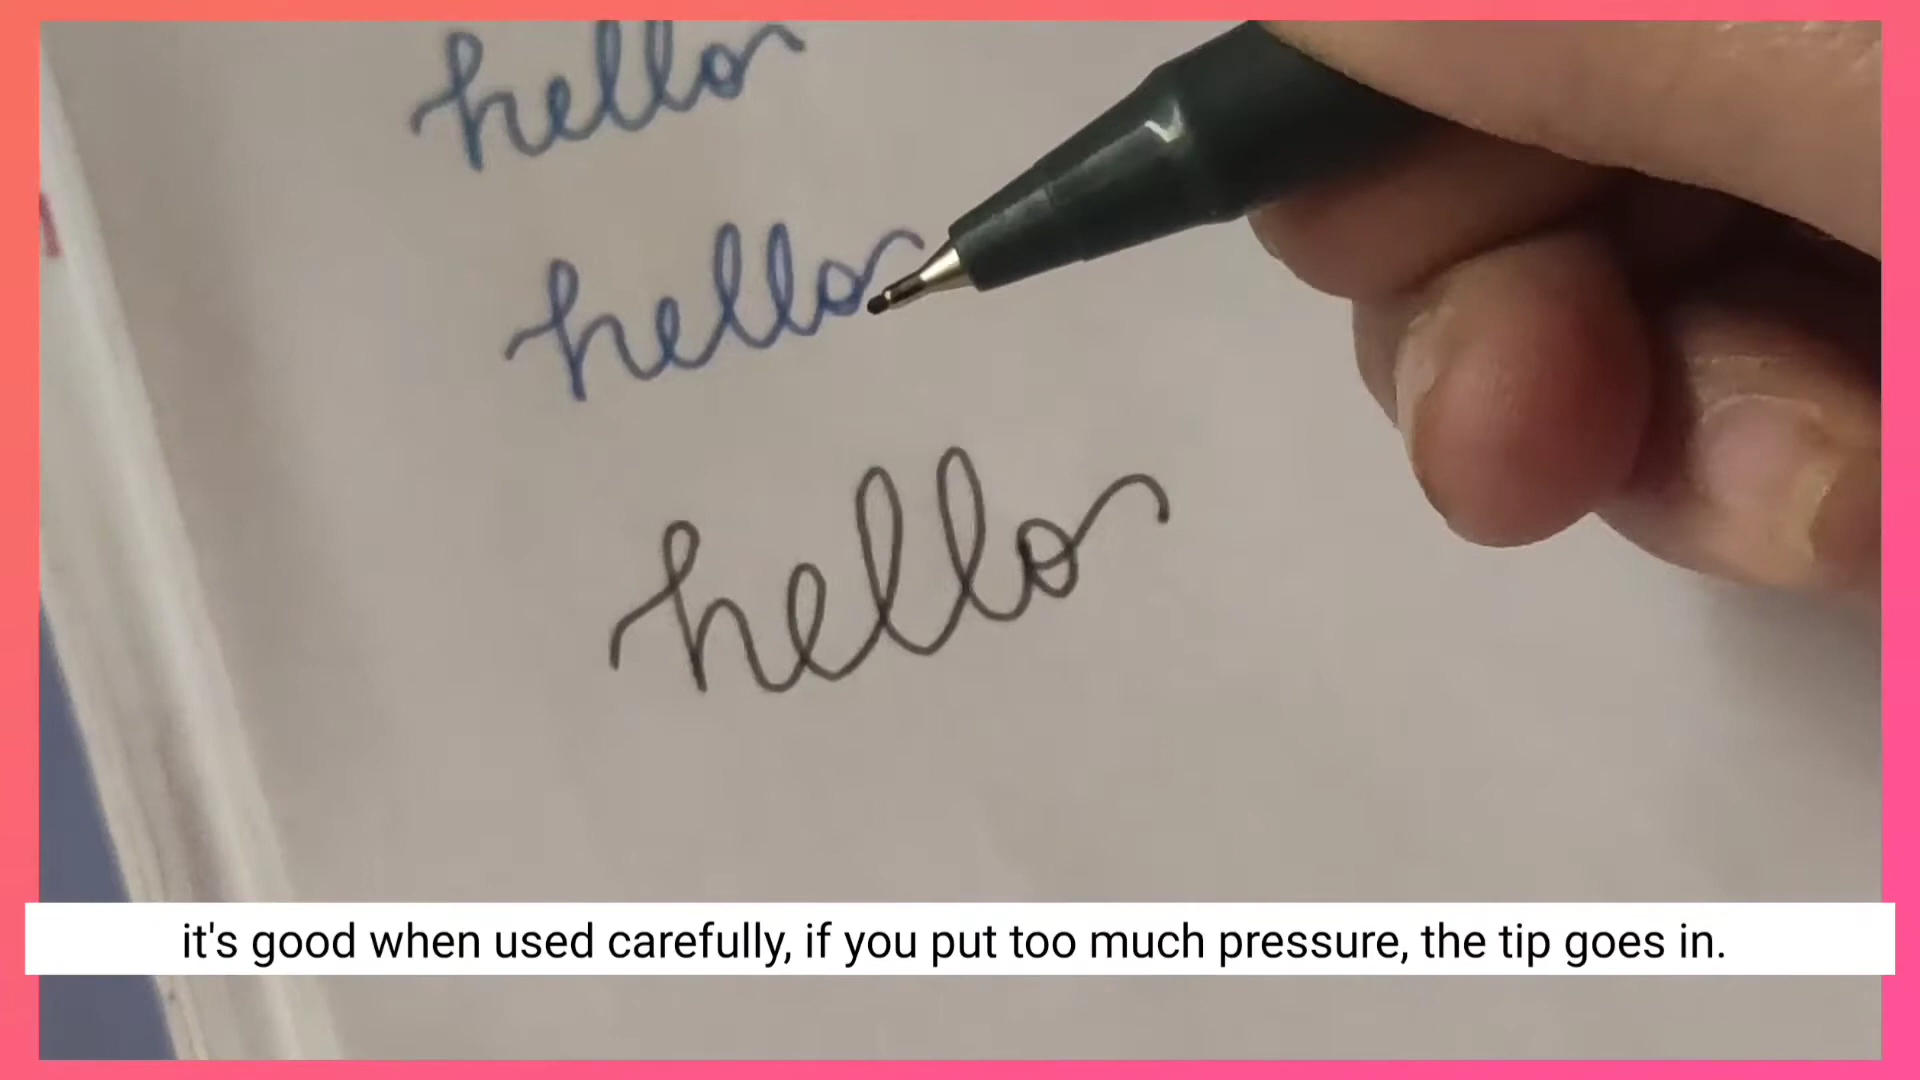 hello
hello
hello
it's good when used carefully, if you put too much pressure, the tip goes in.